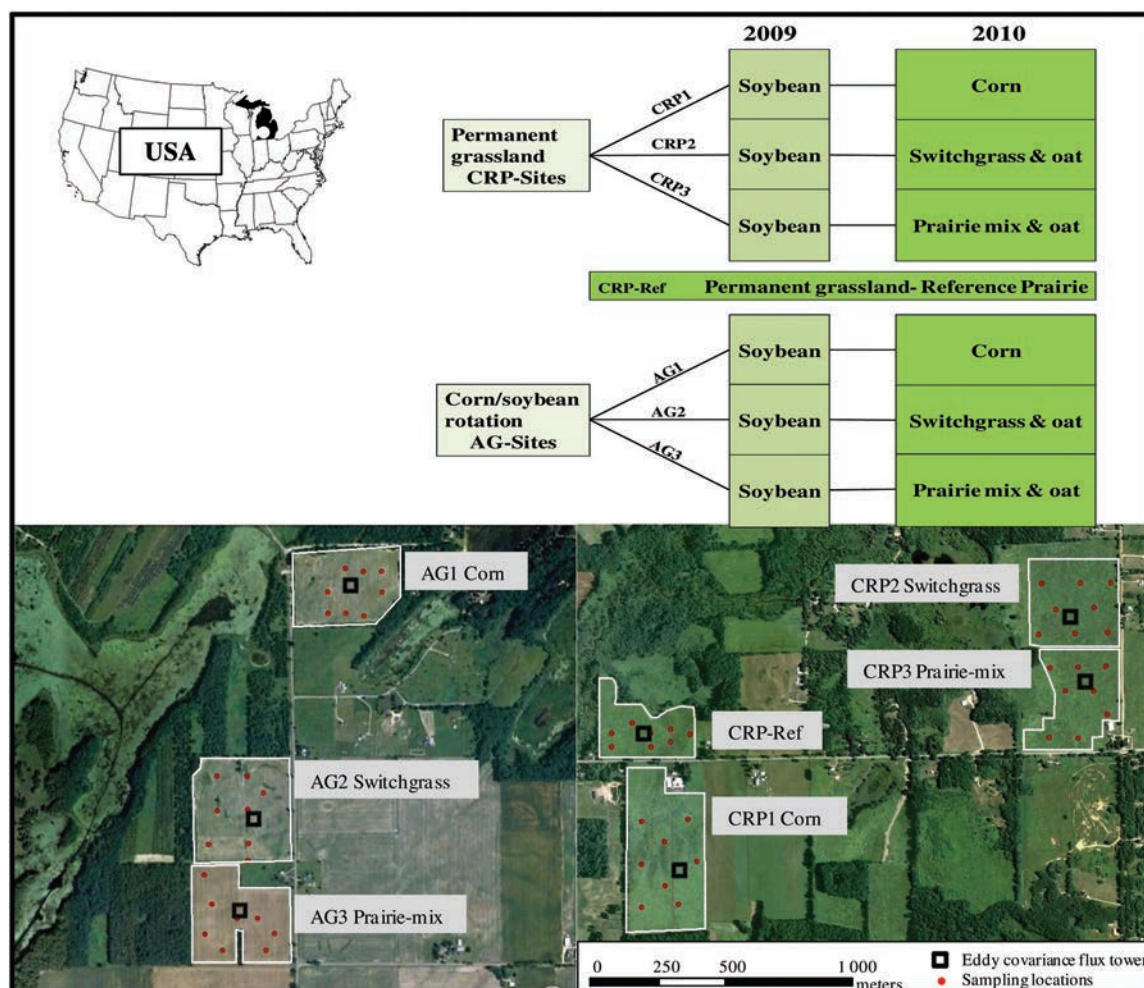 USA
2009
2010
Permanent
grassland
CRP-Sites
CRP1
CRP2
CRP3
Soybean
Corn
Soybean
Switchgrass & oat
Soybean
Prairie mix & oat
CRP-Ref Permanent grassland- Reference Prairie
Corn/soybean
rotation
AG-Sites
AG1
AG2
AG3
Soybean
Corn
Soybean
Switchgrass & oat
Soybean
Prairie mix & oat
AG1 Corn
AG2 Switchgrass
AG3 Prairie-mix
CRP2 Switchgrass
CRP3 Prairie-mix
CRP-Ref
CRP1 Corn
0 250 500 1 000
meters
Eddy covariance flux tower
Sampling locations